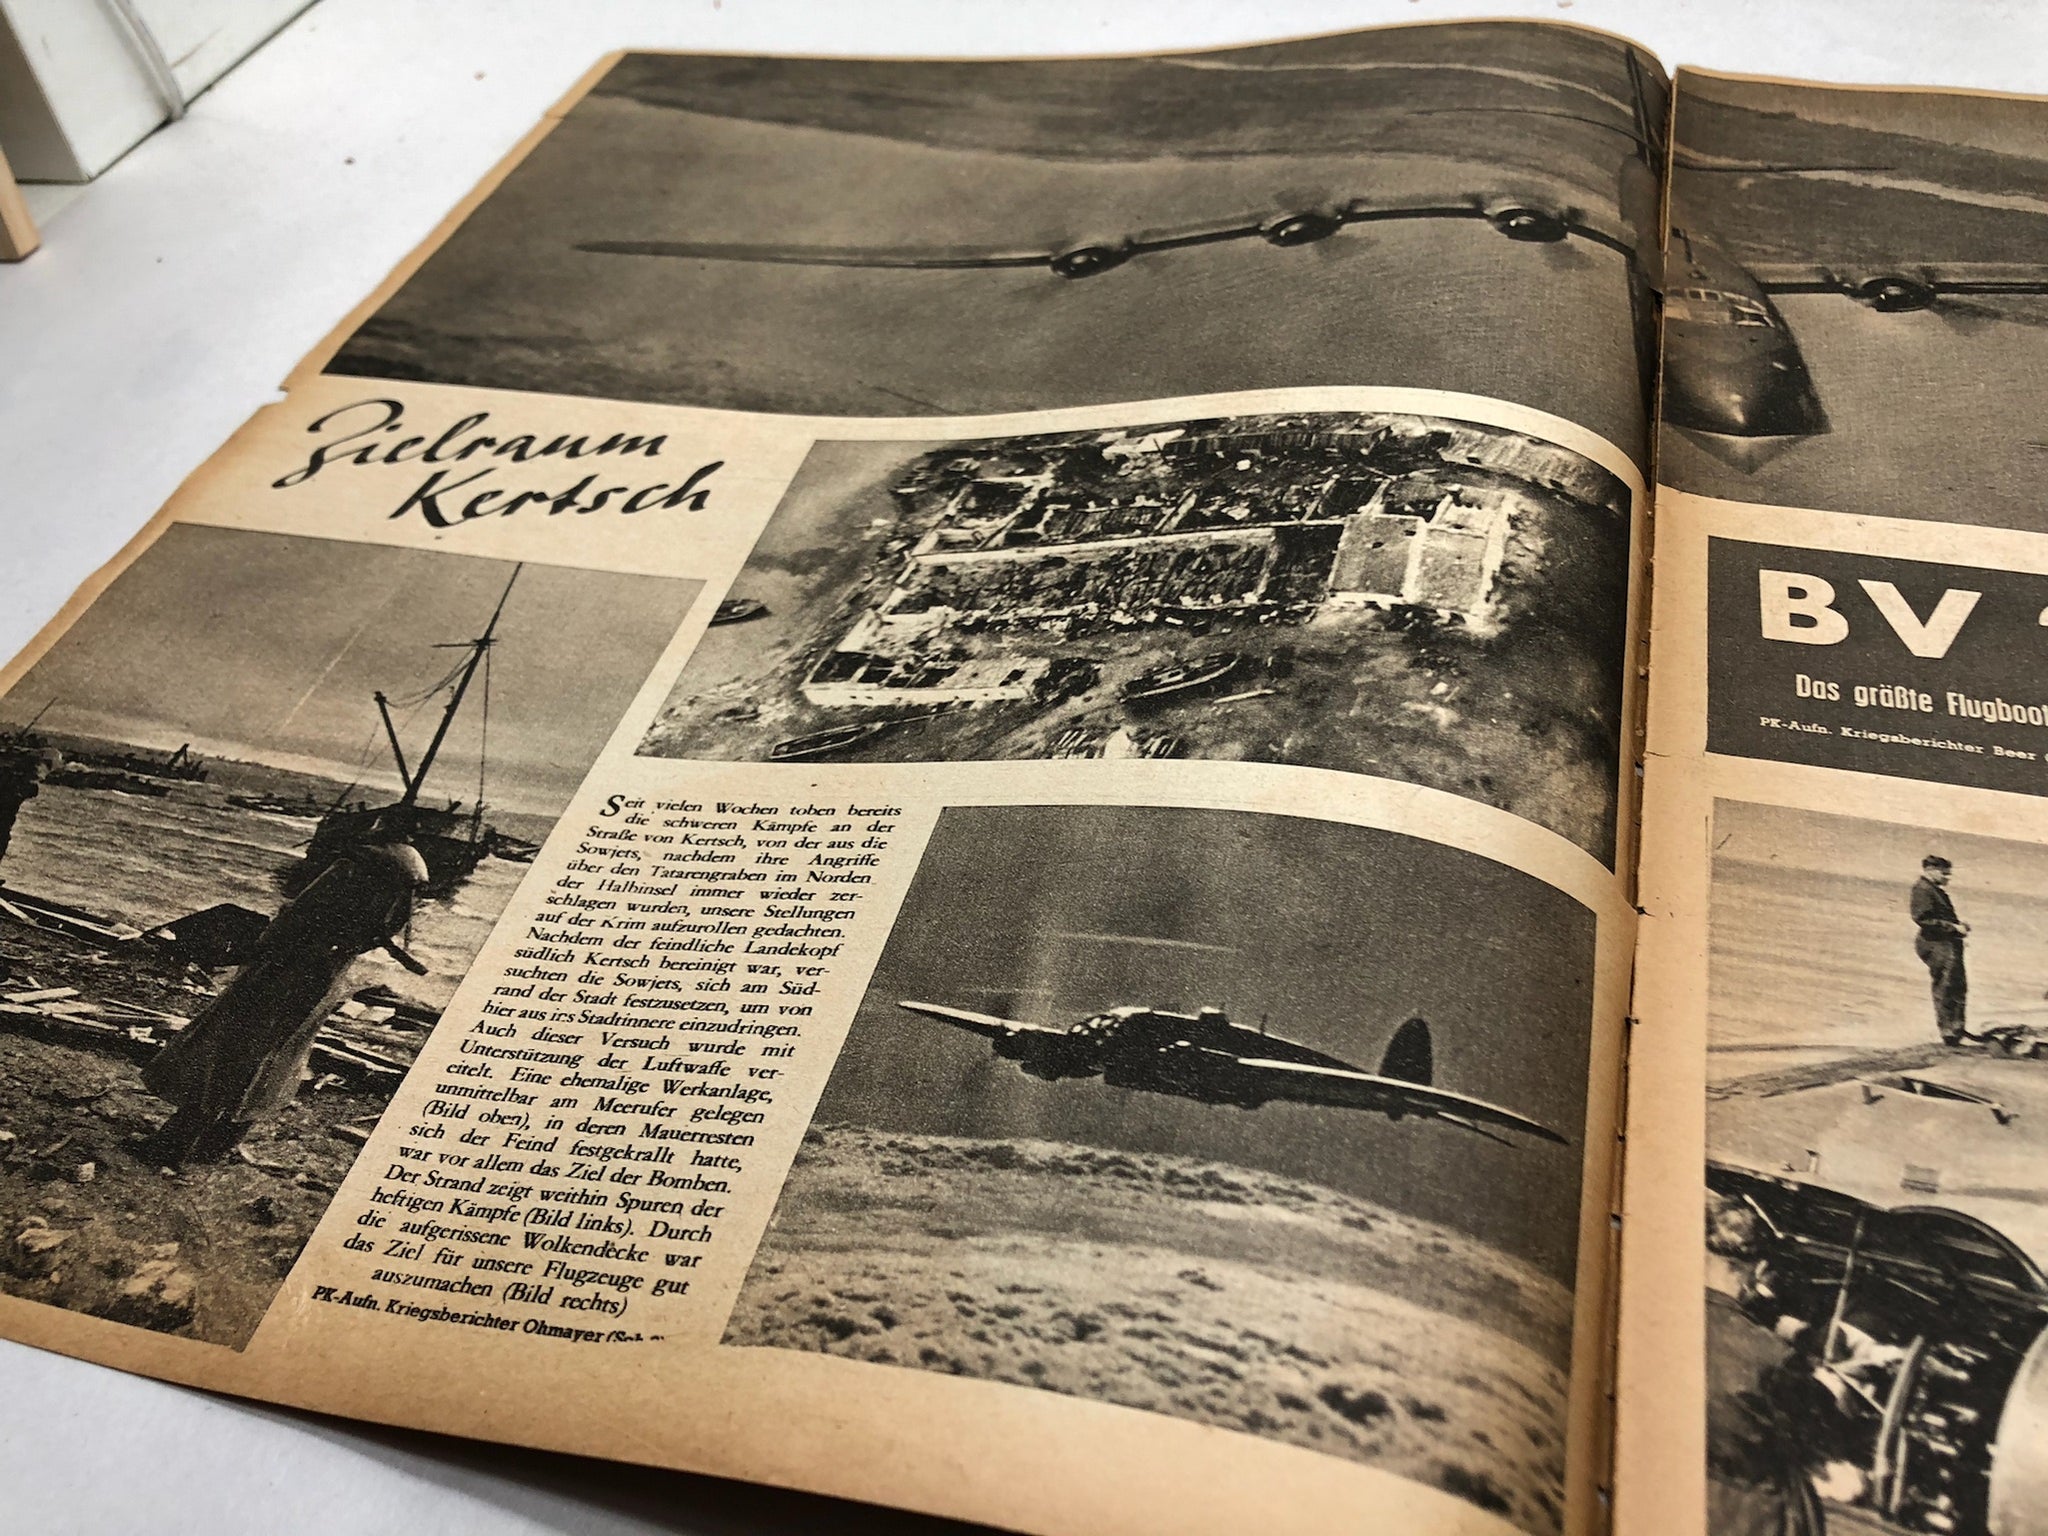 Zielraum
Kertsch
Seit vielen Wochen toben bereits
die schweren Kämpfe an der
Straße von Kertsch, von der aus die
Sowjets, nachdem ihre Angriffe
über den Tatarengraben im Norden
der Halbinsel immer wieder zer-
schlagen wurden, unsere Stellungen
auf der Krim aufzurollen gedachten.
Nachdem der feindliche Landekopf
südlich Kertsch bereinigt war, ver-
suchten die Sowjets, sich am Süd-
rand der Stadt festzusetzen, um von
hier aus ins Stadtinnere einzudringen.
Auch dieser Versuch wurde mit
Unterstützung der Luftwaffe ver-
eitelt. Eine ehemalige Werkanlage,
unmittelbar am Meerufer gelegen
(Bild oben), in deren Mauerresten
sich der Feind festgekrallt hatte,
war vor allem das Ziel der Bomben.
Der Strand zeigt weithin Spuren der
heftigen Kämpfe (Bild links). Durch
die aufgerissene Wolkendecke war
das Ziel für unsere Flugzeuge gut
auszumachen (Bild rechts)
PK-Aufn. Kriegsberichter Ohmayer
BV
Das größte Flugboot
PK-Aufn. Kriegsberichter Beer